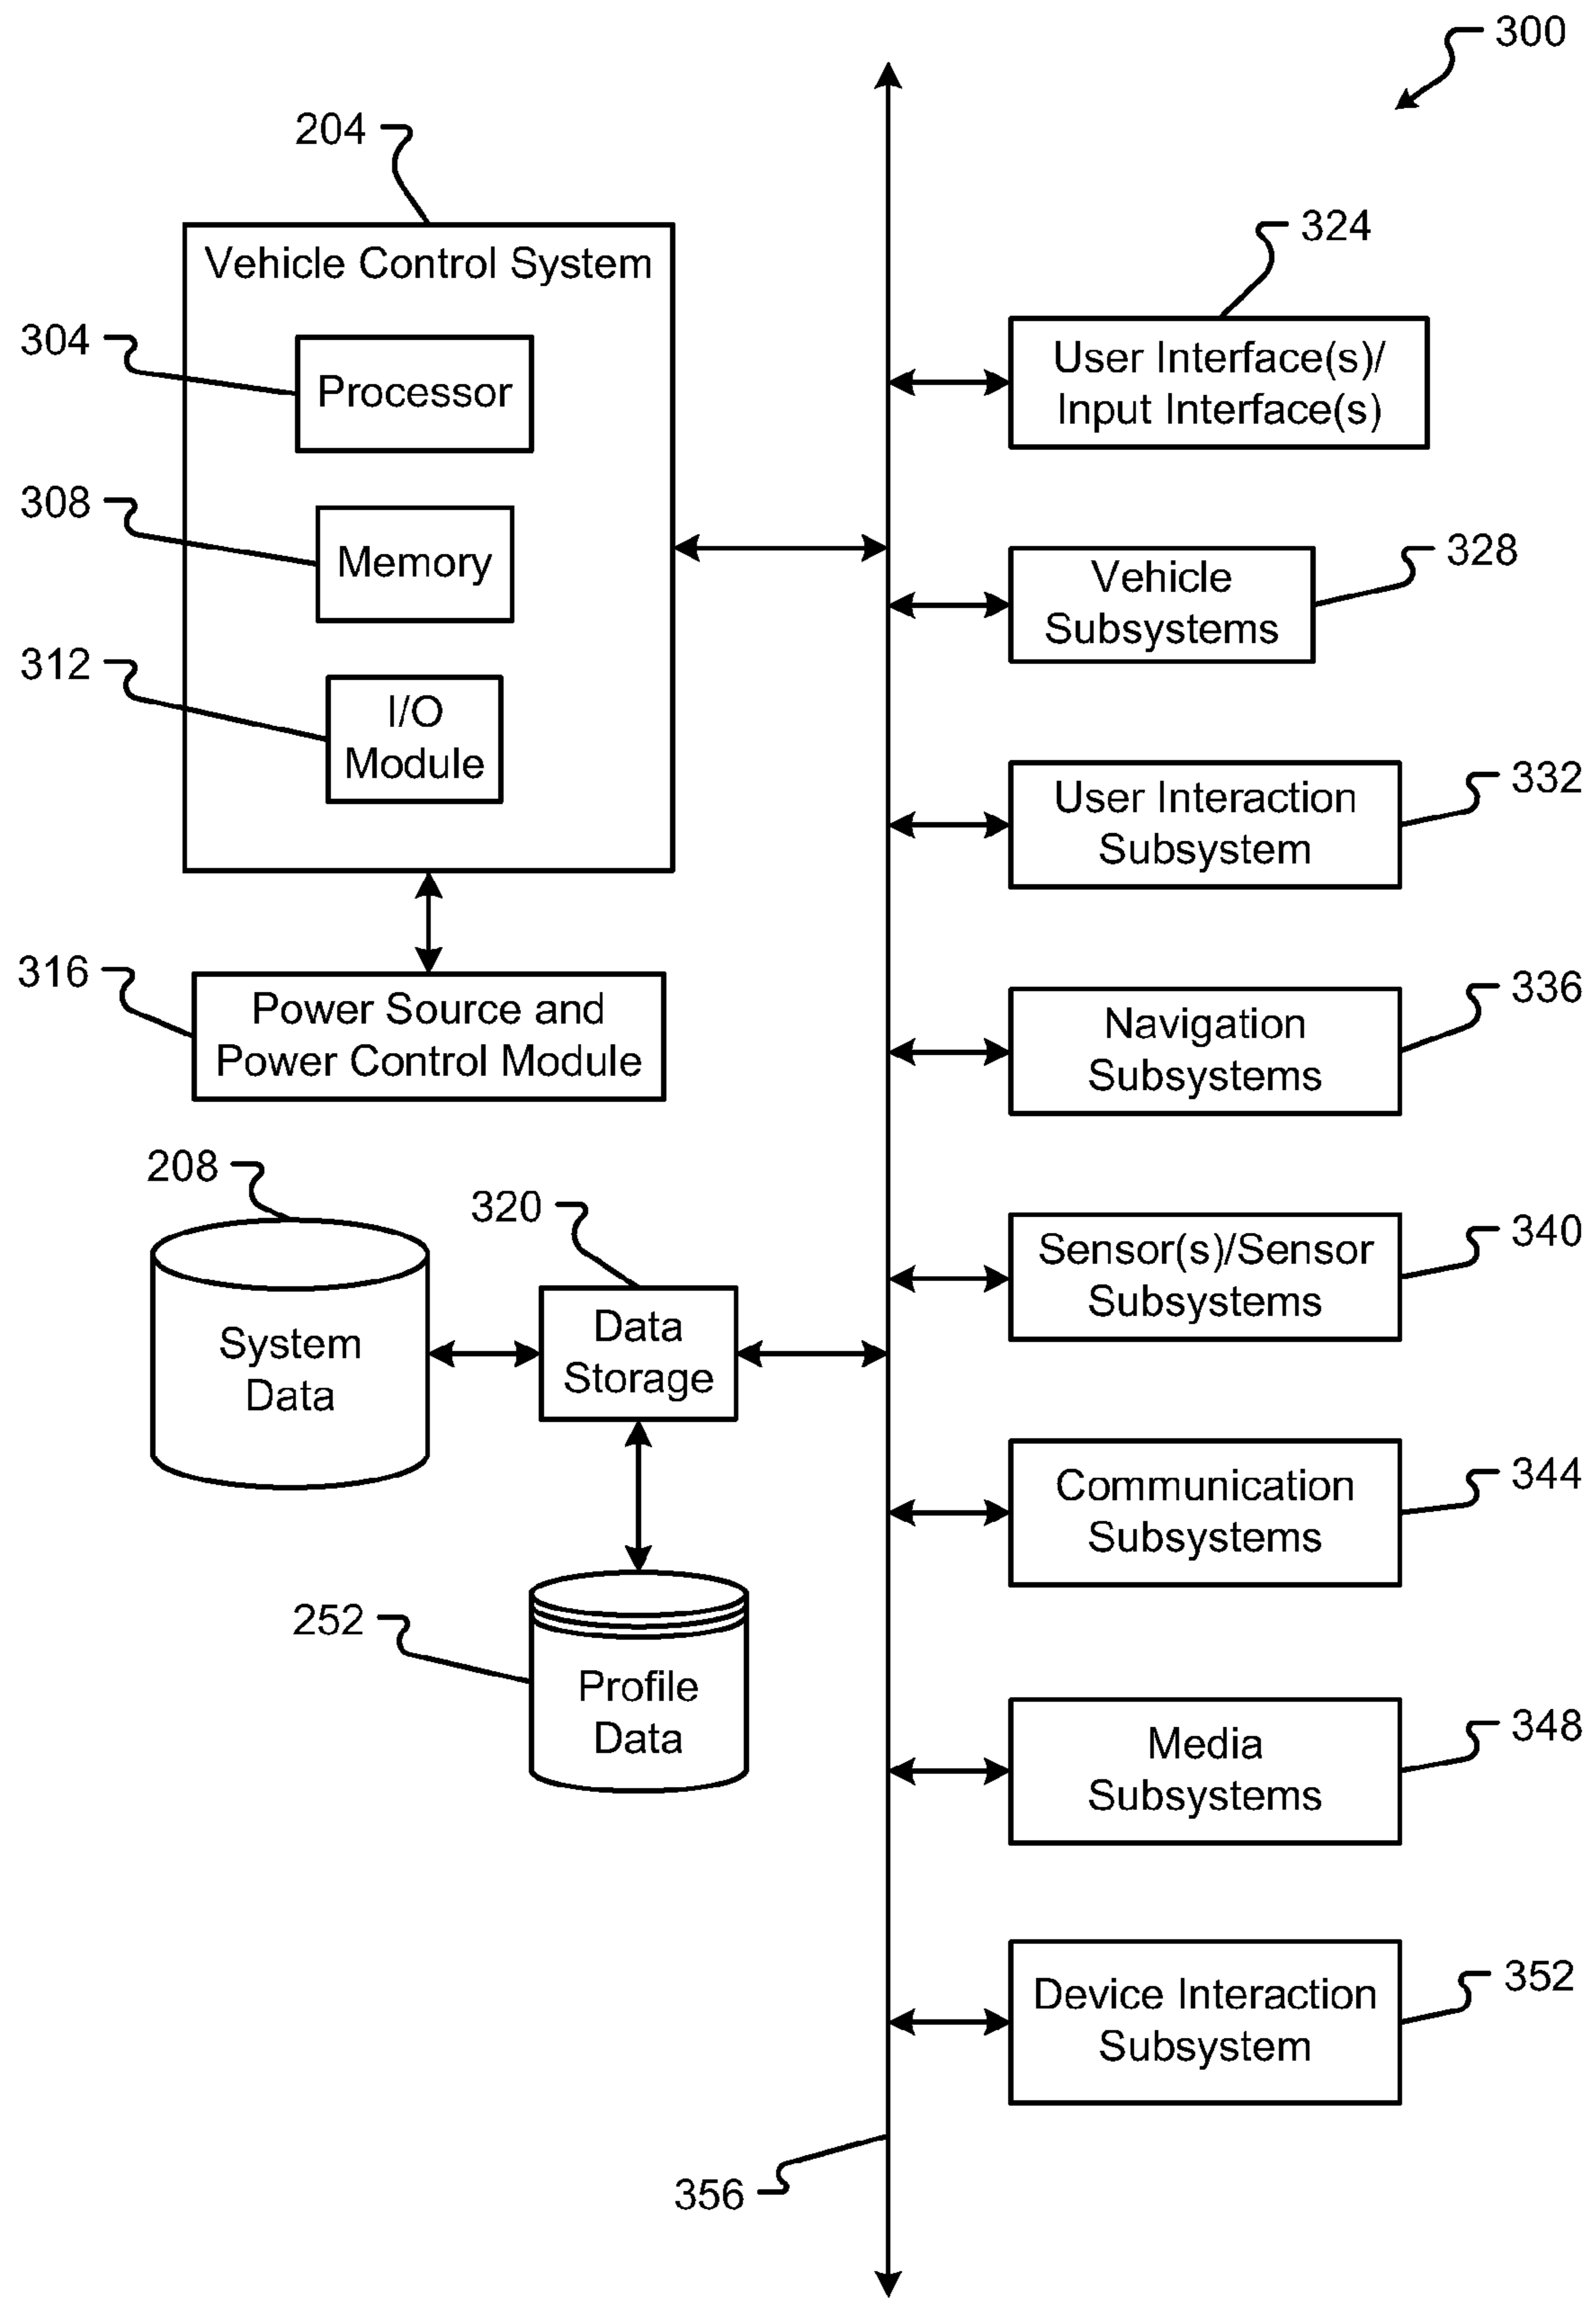 300
204
Vehicle Control System
304
Processor
308
Memory
312
I/O
Module
316
Power Source and
Power Control Module
208
System
Data
320
Data
Storage
252
Profile
Data
324
User Interface(s)/
Input Interface(s)
328
Vehicle
Subsystems
332
User Interaction
Subsystem
336
Navigation
Subsystems
340
Sensor(s)/Sensor
Subsystems
344
Communication
Subsystems
348
Media
Subsystems
352
Device Interaction
Subsystem
356